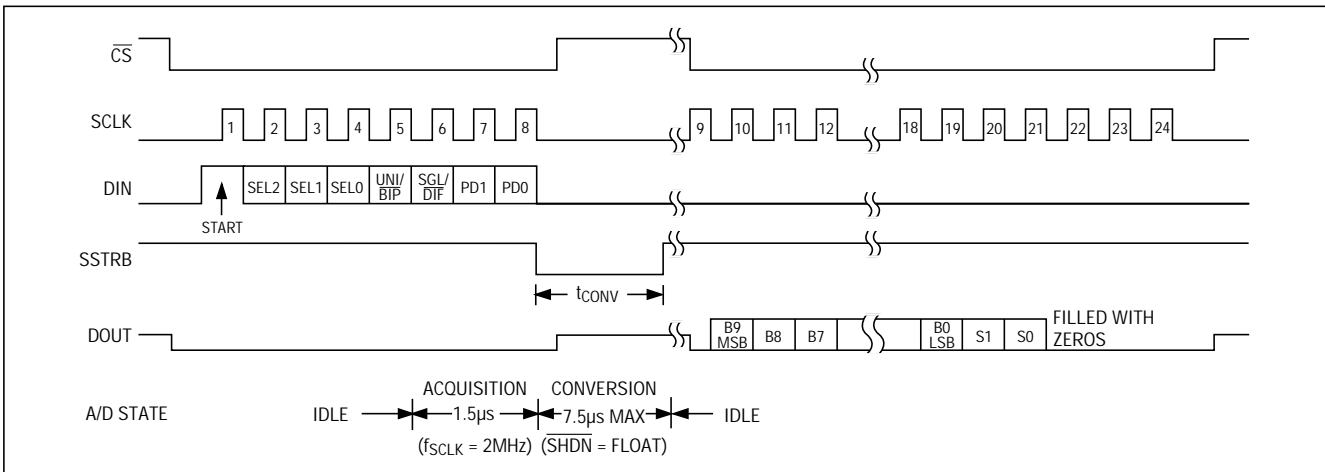 CS
SCLK
1 2 3 4 5 6 7 8 9 10 11 12 18 19 20 21 22 23 24
DIN
SEL2 SEL1 SEL0 UNI/ BIP SGL/ DIF PD1 PD0
START
SSTRB
tCONV
DOUT
B9 MSB B8 B7 B0 LSB S1 S0
FILLED WITH
ZEROS
A/D STATE
IDLE
ACQUISITION
1.5µs
(fSCLK = 2MHz)
CONVERSION
7.5µs MAX
(SHDN = FLOAT)
IDLE